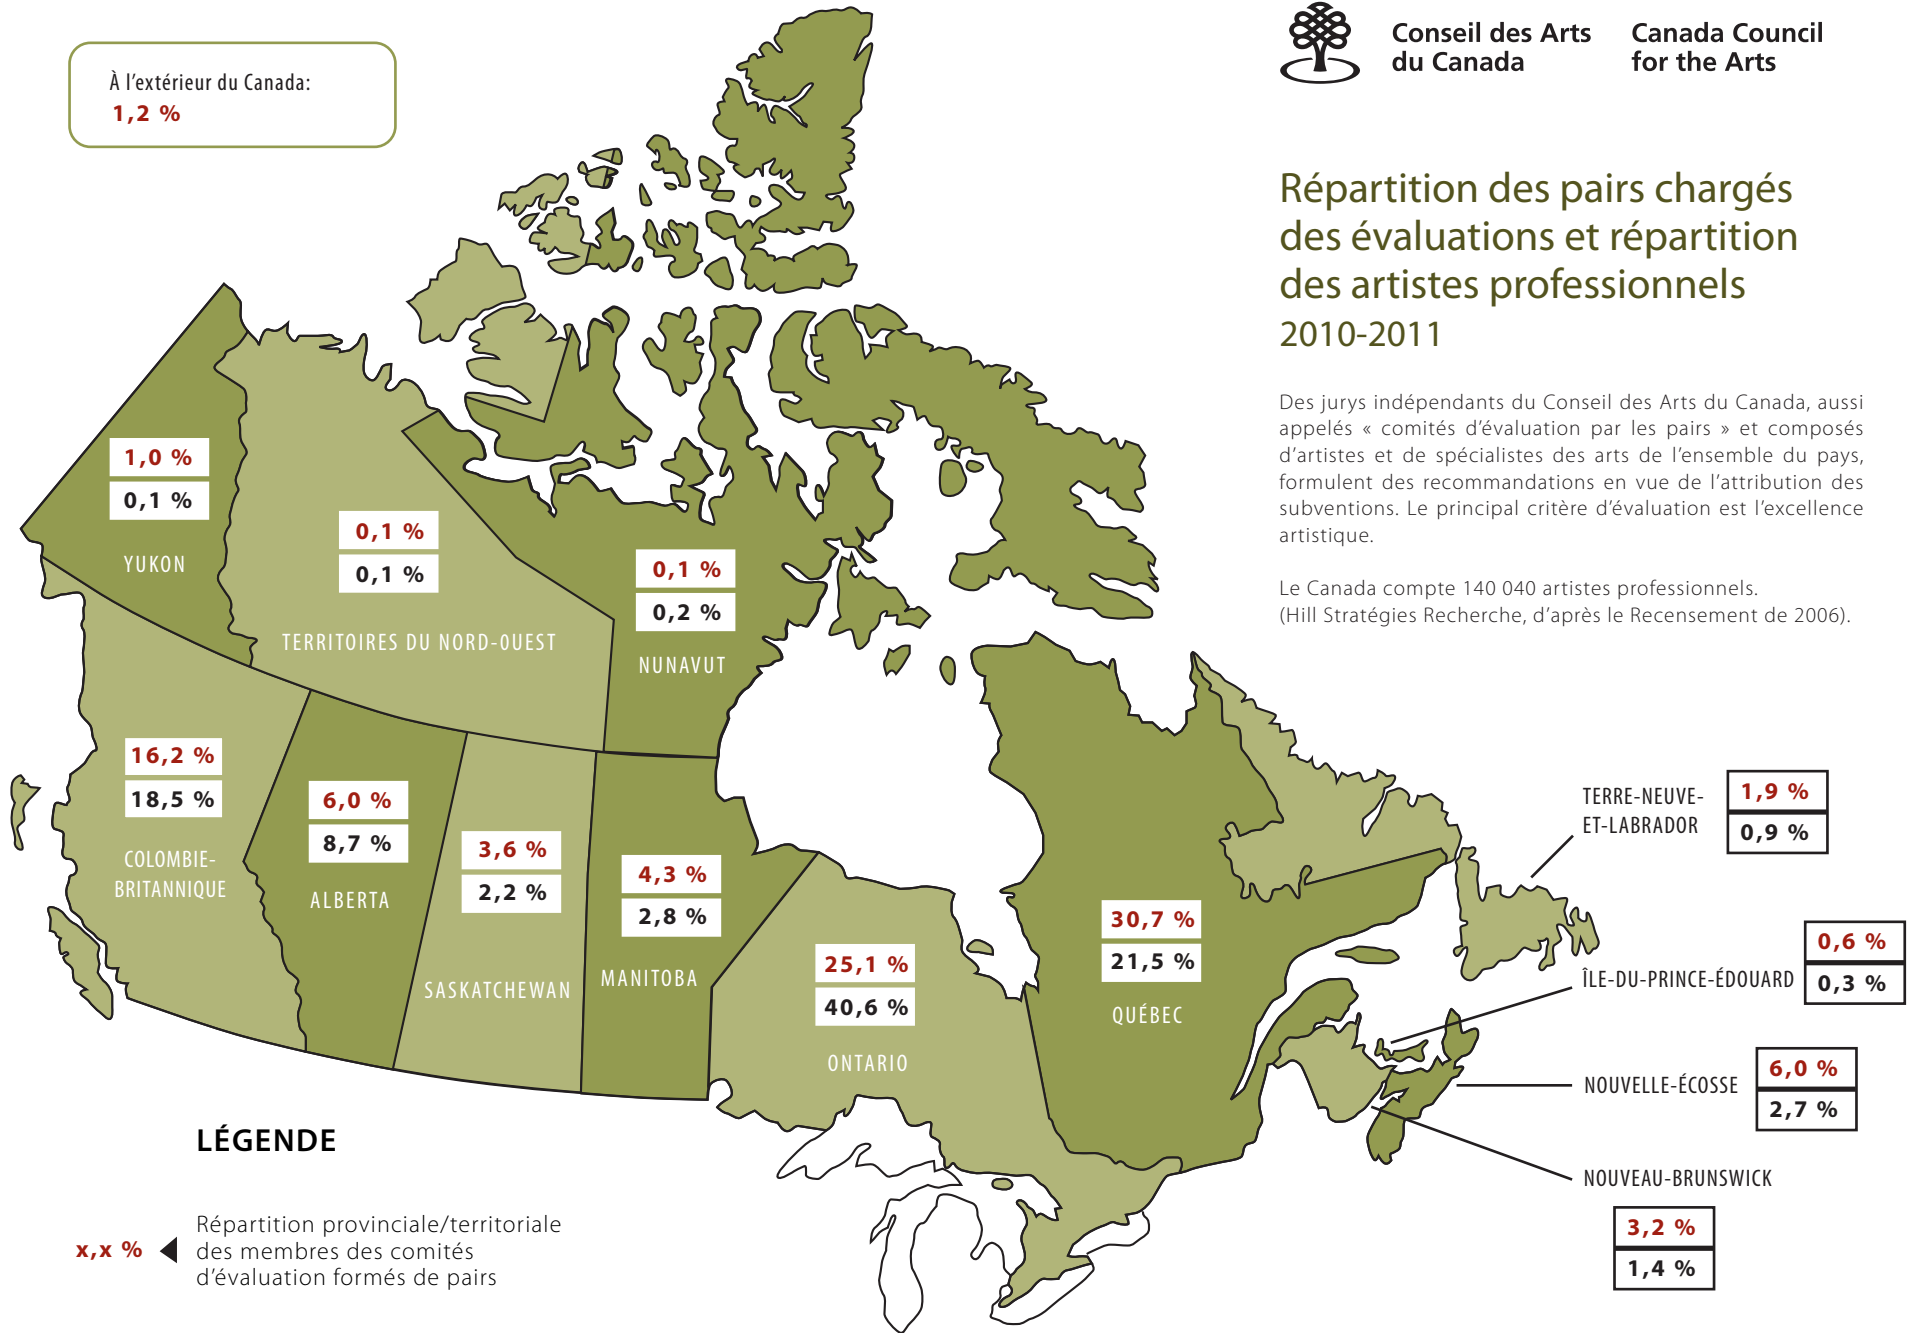 À l'extérieur du Canada:
1,2 %
Conseil des Arts
du Canada
Canada Council
for the Arts
Répartition des pairs chargés
des évaluations et répartition
des artistes professionnels
2010-2011
Des jurys indépendants du Conseil des Arts du Canada, aussi
appelés « comités d'évaluation par les pairs » et composés
d'artistes et de spécialistes des arts de l'ensemble du pays,
formulent des recommandations en vue de l'attribution des
subventions. Le principal critère d'évaluation est l'excellence
artistique.
Le Canada compte 140 040 artistes professionnels.
(Hill Stratégies Recherche, d'après le Recensement de 2006).
1,0 %
0,1 %
YUKON
0,1 %
0,1 %
TERRITOIRES DU NORD-OUEST
0,1 %
0,2 %
NUNAVUT
16,2 %
18,5 %
COLOMBIE-
BRITANNIQUE
6,0 %
8,7 %
ALBERTA
3,6 %
2,2 %
SASKATCHEWAN
4,3 %
2,8 %
MANITOBA
25,1 %
40,6 %
ONTARIO
30,7 %
21,5 %
QUÉBEC
TERRE-NEUVE-
ET-LABRADOR
1,9 %
0,9 %
ÎLE-DU-PRINCE-ÉDOUARD
0,6 %
0,3 %
NOUVELLE-ÉCOSSE
6,0 %
2,7 %
NOUVEAU-BRUNSWICK
3,2 %
1,4 %
LÉGENDE
x,x %
Répartition provinciale/territoriale
des membres des comités
d'évaluation formés de pairs